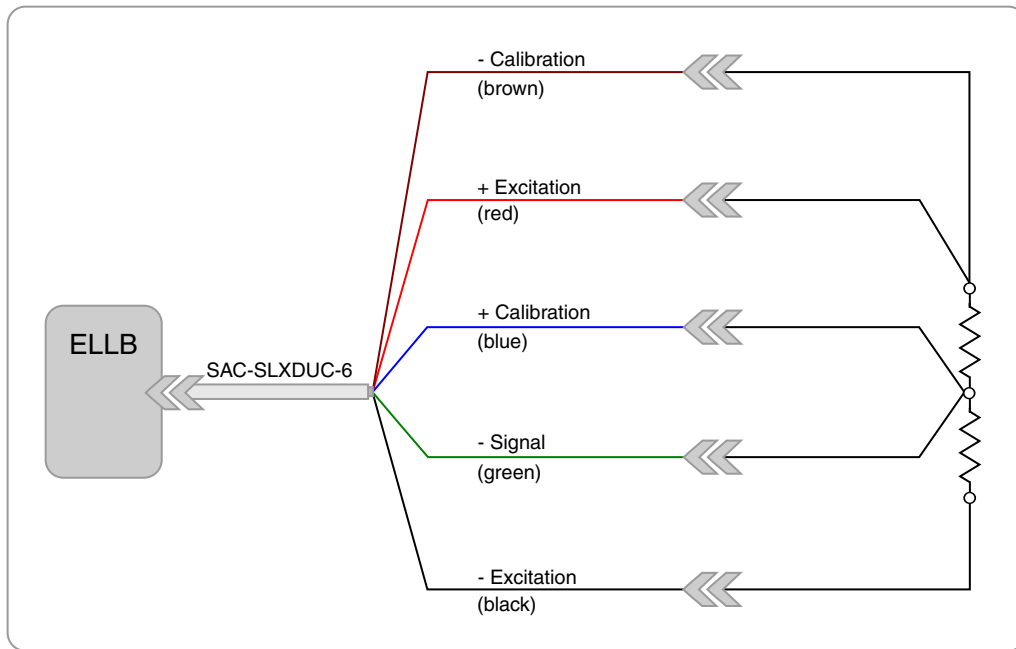 - Calibration
(brown)
+ Excitation
(red)
ELLB
SAC-SLXDUC-6
+ Calibration
(blue)
- Signal
(green)
- Excitation
(black)